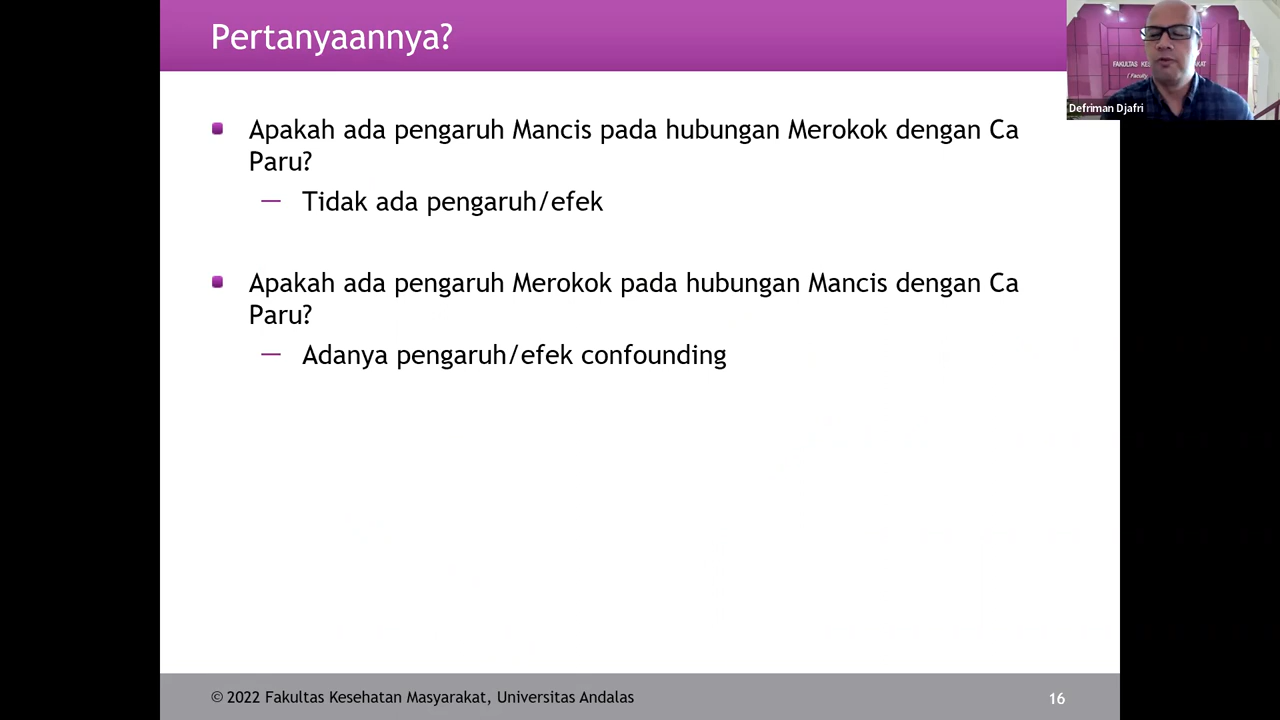 Pertanyaannya?
Apakah ada pengaruh Mancis pada hubungan Merokok dengan Ca
Paru?
— Tidak ada pengaruh/efek
Apakah ada pengaruh Merokok pada hubungan Mancis dengan Ca
Paru?
— Adanya pengaruh/efek confounding
© 2022 Fakultas Kesehatan Masyarakat, Universitas Andalas
16
FAKULTAS
(Faculty
Defriman Djafri